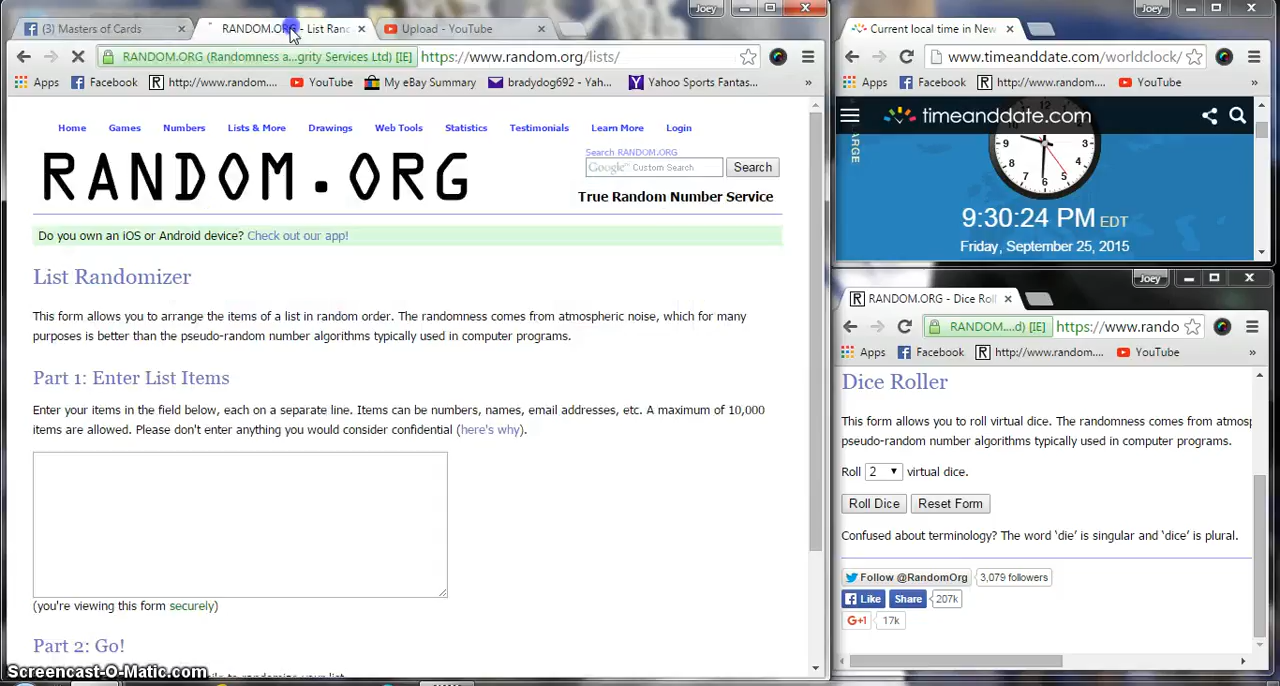 (3) Masters of Cards
RANDOM.ORG - List Ran
Upload - YouTube
Joey
RANDOM.ORG (Randomness a...grity Services Ltd) [IE]
https://www.random.org/lists/
Apps
Facebook
http://www.random....
YouTube
My eBay Summary
bradydog692 - Yah...
Yahoo Sports Fantas...
»
Home
Games
Numbers
Lists & More
Drawings
Web Tools
Statistics
Testimonials
Learn More
Login
RANDOM.ORG
Search RANDOM.ORG
Google™ Custom Search
Search
True Random Number Service
Do you own an iOS or Android device? Check out our app!
List Randomizer
This form allows you to arrange the items of a list in random order. The randomness comes from atmospheric noise, which for many
purposes is better than the pseudo-random number algorithms typically used in computer programs.
Part 1: Enter List Items
Enter your items in the field below, each on a separate line. Items can be numbers, names, email addresses, etc. A maximum of 10,000
items are allowed. Please don't enter anything you would consider confidential (here's why).
(you're viewing this form securely)
Part 2: Go!
Screencast-O-Matic.com
Current local time in New
Joey
www.timeanddate.com/worldclock/
Apps
Facebook
http://www.random....
YouTube
»
timeanddate.com
12
9
3
6
9:30:24 PM EDT
Friday, September 25, 2015
Joey
RANDOM.ORG - Dice Roll
RANDOM....d) [IE]
https://www.rando
Apps
Facebook
http://www.random....
YouTube
»
Dice Roller
This form allows you to roll virtual dice. The randomness comes from atmosp
pseudo-random number algorithms typically used in computer programs.
Roll 2 virtual dice.
Roll Dice
Reset Form
Confused about terminology? The word ‘die’ is singular and ‘dice’ is plural.
Follow @RandomOrg
3,079 followers
Like
Share
207k
G+1
17k